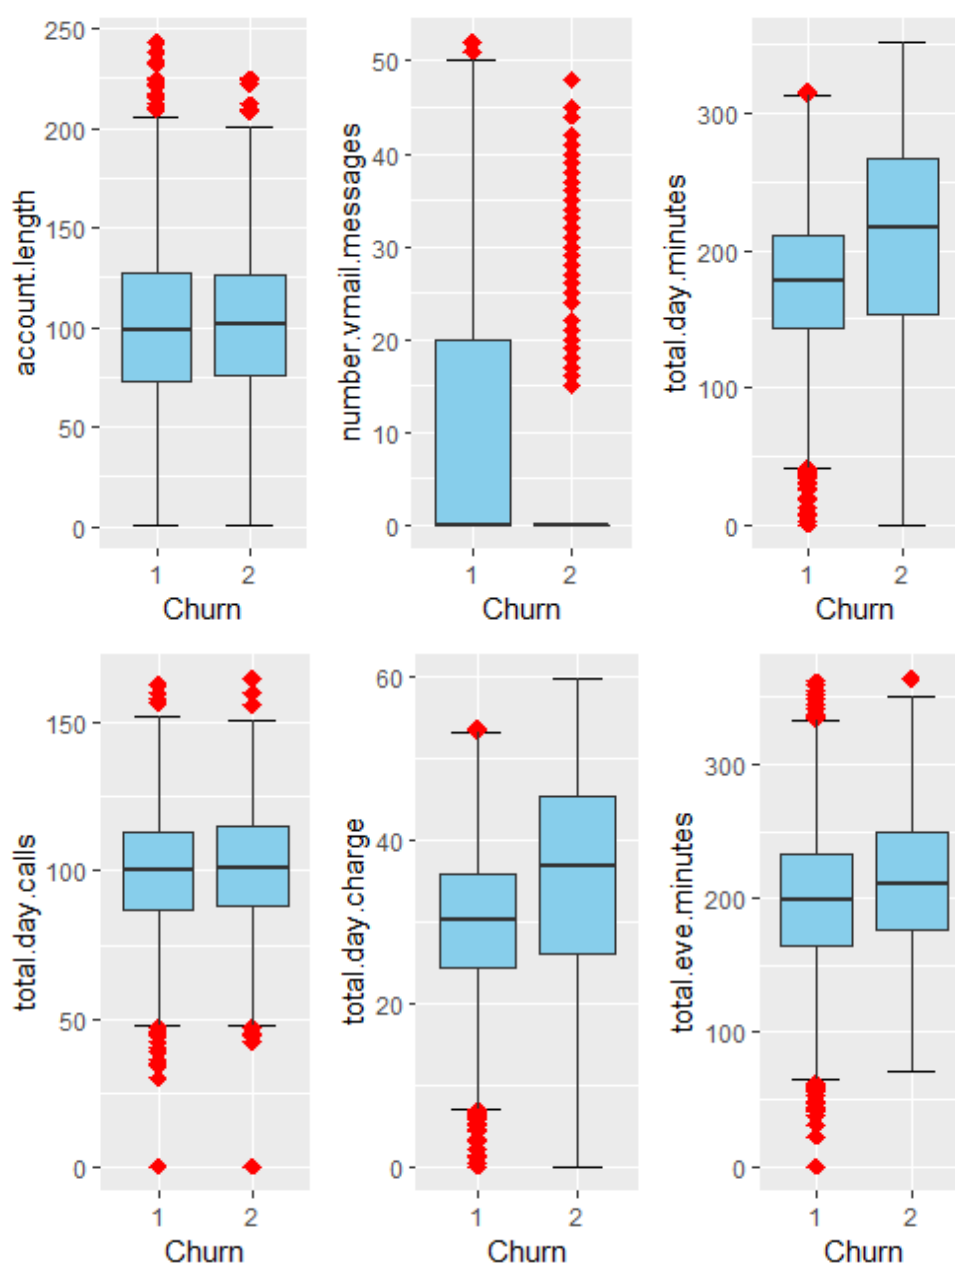 account.length
250
200
150
100
50
0
1 2
Churn
number.vmail.messages
50
40
30
20
10
0
1 2
Churn
total.day.minutes
300
200
100
0
1 2
Churn
total.day.calls
150
100
50
0
1 2
Churn
total.day.charge
60
40
20
0
1 2
Churn
total.eve.minutes
300
200
100
0
1 2
Churn